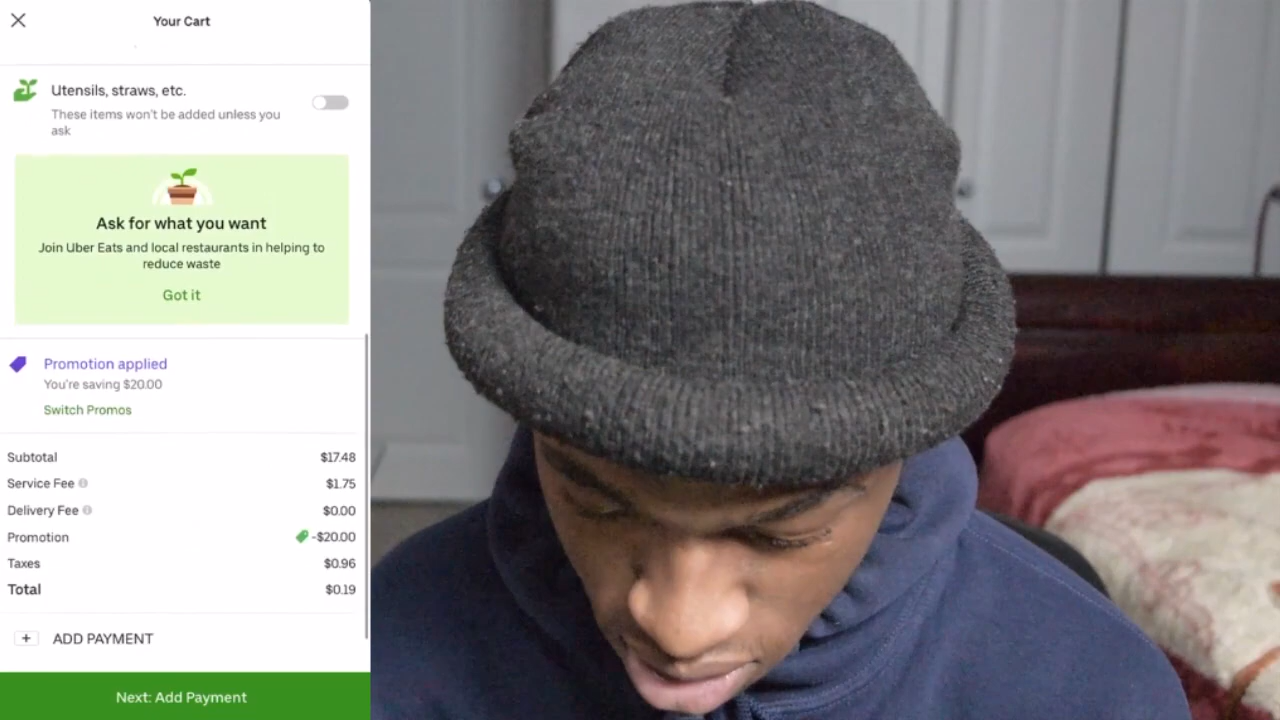 Your Cart
Utensils, straws, etc.
These items won't be added unless you
ask
Ask for what you want
Join Uber Eats and local restaurants in helping to
reduce waste
Got it
Promotion applied
You're saving $20.00
Switch Promos
Subtotal $17.48
Service Fee $1.75
Delivery Fee $0.00
Promotion -$20.00
Taxes $0.96
Total $0.19
+ ADD PAYMENT
Next: Add Payment